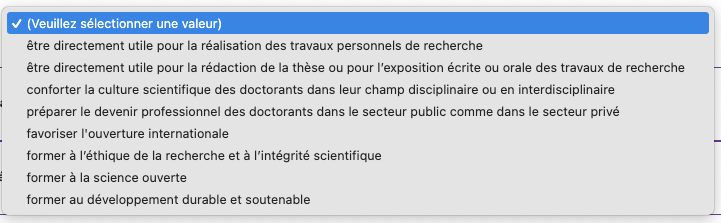 ✓ (Veuillez sélectionner une valeur)
être directement utile pour la réalisation des travaux personnels de recherche
être directement utile pour la rédaction de la thèse ou pour l’exposition écrite ou orale des travaux de recherche
conforter la culture scientifique des doctorants dans leur champ disciplinaire ou en interdisciplinaire
préparer le devenir professionnel des doctorants dans le secteur public comme dans le secteur privé
favoriser l'ouverture internationale
former à l’éthique de la recherche et à l’intégrité scientifique
former à la science ouverte
former au développement durable et soutenable